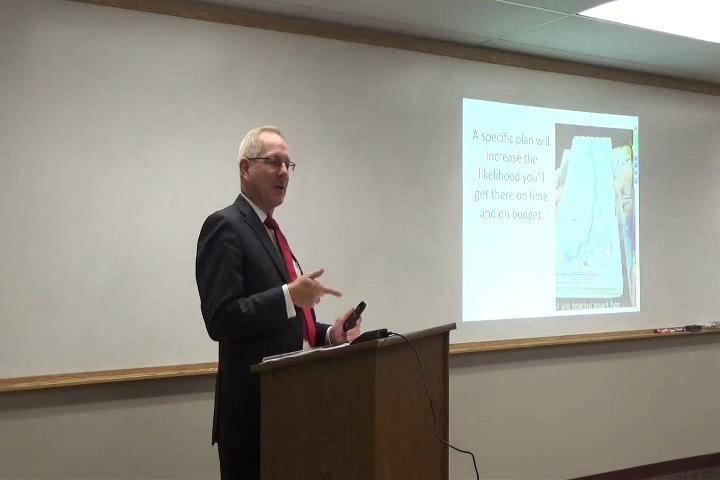 A specific plan will
increase the
likelihood you'll
get there on time
and on budget.